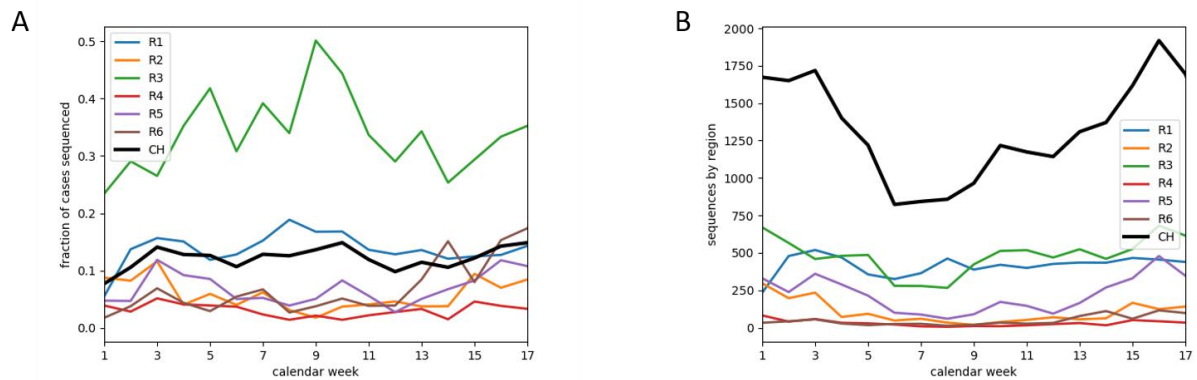 A
0.5
0.4
0.3
0.2
0.1
0.0
fraction of cases sequenced
R1
R2
R3
R4
R5
R6
CH
1 3 5 7 9 11 13 15 17
calendar week
B
2000
1750
1500
1250
1000
750
500
250
0
sequences by region
R1
R2
R3
R4
R5
R6
CH
1 3 5 7 9 11 13 15 17
calendar week